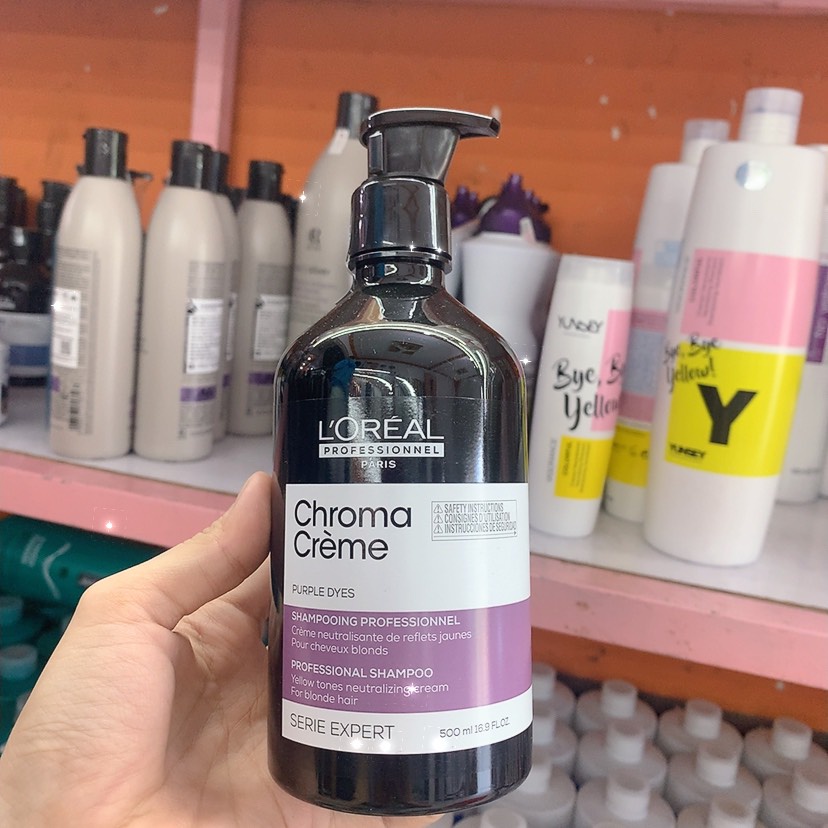 L'ORÉAL
PROFESSIONNEL
PARIS
Chroma
Crème
SAFETY INSTRUCTIONS
CONSIGNES D'UTILISATION
INSTRUCCIONES DE SEGURIDAD
PURPLE DYES
SHAMPOOING PROFESSIONNEL
Crème neutralisante de reflets jaunes
Pour cheveux blonds
PROFESSIONAL SHAMPOO
Yellow tones neutralizing cream
For blonde hair
SERIE EXPERT
500 ml 16.9 FL.OZ.
YUNSEY
Bye, B
Yello
Bye, Bye
Yellow!
Y
YUNSEY